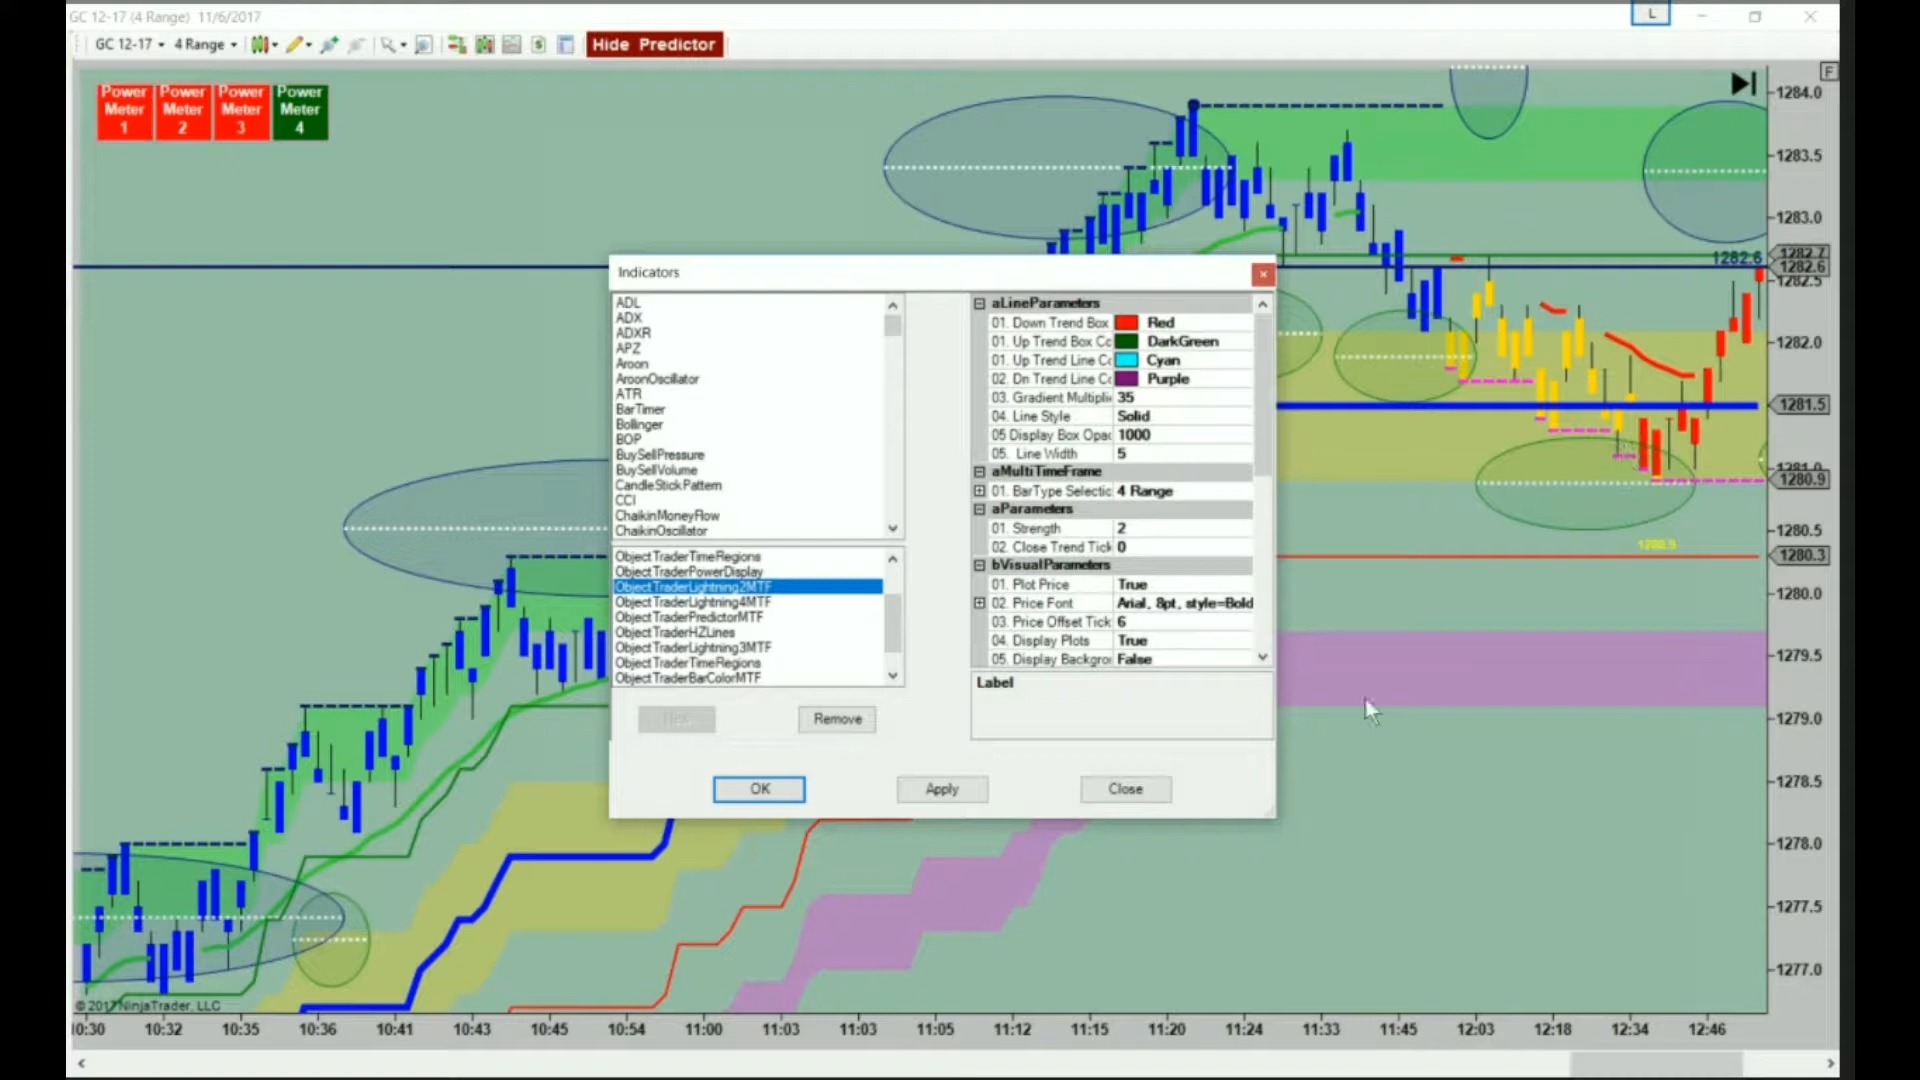 GC 12-17 (4 Range) 11/6/2017
L
GC 12-17 4 Range Hide Predictor
F
Power Meter 1
Power Meter 2
Power Meter 3
Power Meter 4
1284.0
1283.5
1283.0
1282.7
1282.6
1282.6
1282.5
1282.0
1281.5
1281.0
1280.9
1280.5
1280.9
1280.3
1280.0
1279.5
1279.0
1278.5
1278.0
1277.5
1277.0
Indicators
ADL
ADX
ADXR
APZ
Aroon
AroonOscillator
ATR
BarTimer
Bollinger
BOP
BuySellPressure
BuySellVolume
CandleStickPattern
CCI
ChaikinMoneyFlow
ChaikinOscillator
ObjectTraderTimeRegions
ObjectTraderPowerDisplay
ObjectTraderLightning2MTF
ObjectTraderLightning4MTF
ObjectTraderPredictorMTF
ObjectTraderHZLines
ObjectTraderLightning3MTF
ObjectTraderTimeRegions
ObjectTraderBarColorMTF
Remove
aLineParameters
01. Down Trend Box Red
01. Up Trend Box Co DarkGreen
01. Up Trend Line Co Cyan
02. Dn Trend Line Co Purple
03. Gradient Multipli 35
04. Line Style Solid
05 Display Box Opac 1000
05. Line Width 5
aMultiTimeFrame
01. BarType Selectio 4 Range
aParameters
01. Strength 2
02. Close Trend Tick 0
bVisualParameters
01. Plot Price True
02. Price Font Arial, 8pt, style=Bold
03. Price Offset Tick 6
04. Display Plots True
05. Display Backgro False
Label
OK Apply Close
© 2017 NinjaTrader, LLC
10:30 10:32 10:35 10:36 10:41 10:43 10:45 10:54 11:00 11:03 11:03 11:05 11:12 11:15 11:20 11:24 11:33 11:45 12:03 12:18 12:34 12:46